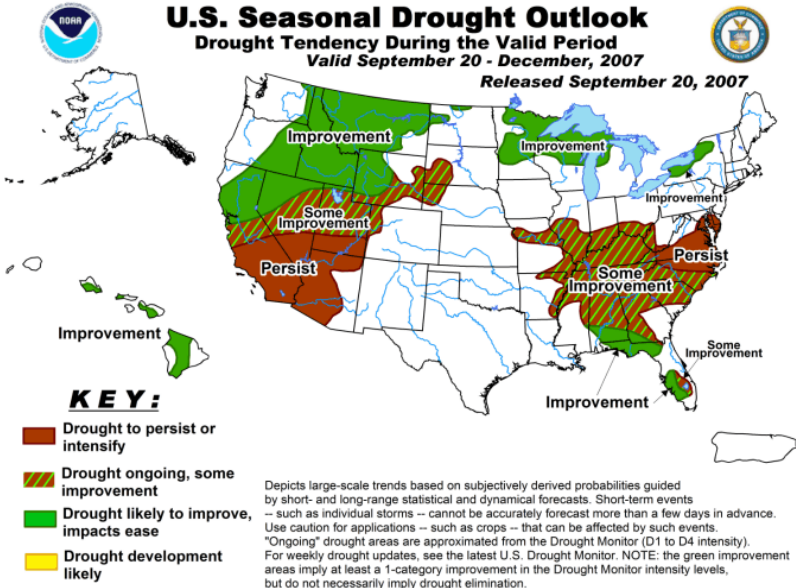 U.S. Seasonal Drought Outlook
Drought Tendency During the Valid Period
Valid September 20 - December, 2007
Released September 20, 2007
NOAA
Improvement
Improvement
Improvement
Some
Improvement
Persist
Persist
Some
Improvement
Some
Improvement
Improvement
Improvement
KEY:
Drought to persist or
intensify
Drought ongoing, some
improvement
Drought likely to improve,
impacts ease
Drought development
likely
Depicts large-scale trends based on subjectively derived probabilities guided
by short- and long-range statistical and dynamical forecasts. Short-term events
-- such as individual storms -- cannot be accurately forecast more than a few days in advance.
Use caution for applications -- such as crops -- that can be affected by such events.
"Ongoing" drought areas are approximated from the Drought Monitor (D1 to D4 intensity).
For weekly drought updates, see the latest U.S. Drought Monitor. NOTE: the green improvement
areas imply at least a 1-category improvement in the Drought Monitor intensity levels,
but do not necessarily imply drought elimination.